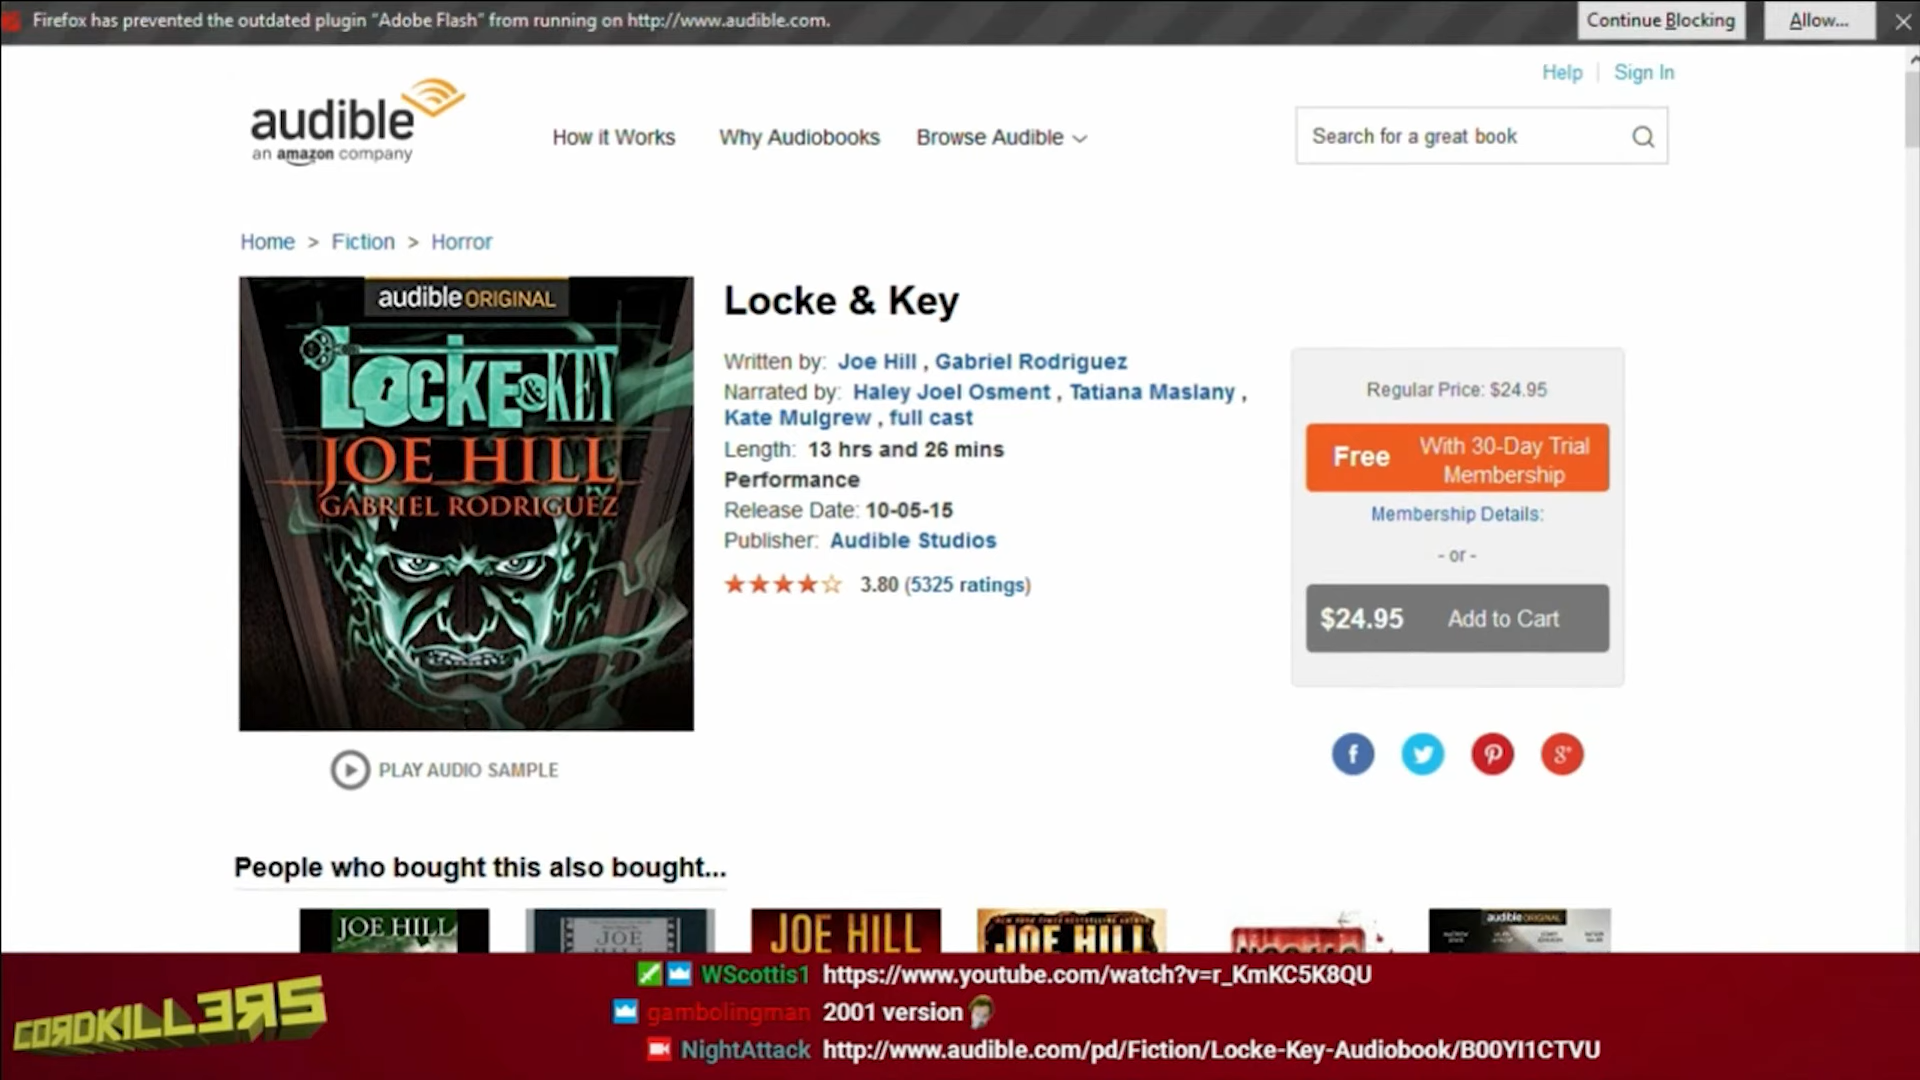 Firefox has prevented the outdated plugin "Adobe Flash" from running on http://www.audible.com.
Continue Blocking
Allow...
Help
Sign In
audible
an amazon company
How it Works
Why Audiobooks
Browse Audible
Search for a great book
Home > Fiction > Horror
audible ORIGINAL
LOCKE & KEY
JOE HILL
GABRIEL RODRIGUEZ
PLAY AUDIO SAMPLE
Locke & Key
Written by: Joe Hill , Gabriel Rodriguez
Narrated by: Haley Joel Osment , Tatiana Maslany ,
Kate Mulgrew , full cast
Length: 13 hrs and 26 mins
Performance
Release Date: 10-05-15
Publisher: Audible Studios
3.80 (5325 ratings)
Regular Price: $24.95
Free
With 30-Day Trial
Membership
Membership Details:
- or -
$24.95 Add to Cart
f
g+
People who bought this also bought...
JOE HILL
JOE
JOE HILL
JOE HILL
audible ORIGINAL
CORDKILLERS
WScottis1 https://www.youtube.com/watch?v=r_KmKC5K8QU
gambolingman 2001 version
NightAttack http://www.audible.com/pd/Fiction/Locke-Key-Audiobook/B00YI1CTVU